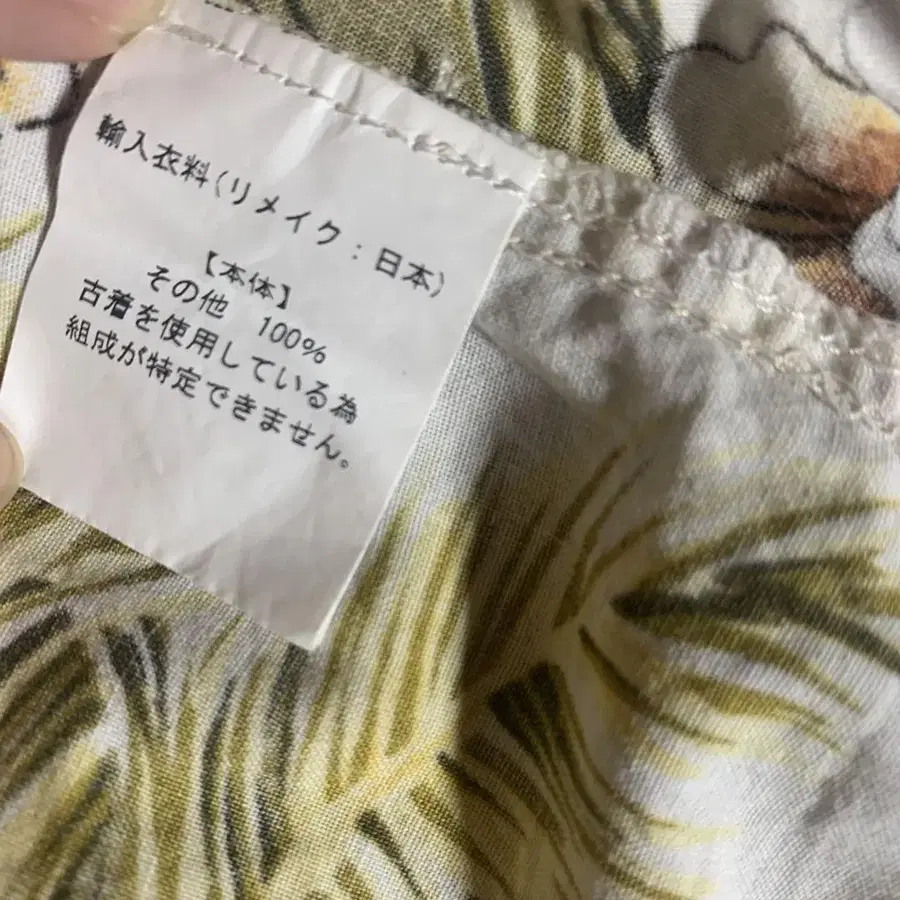 輸入衣料(リメイク:日本)
【本体】
その他 100%
古着を使用している為
組成が特定できません。